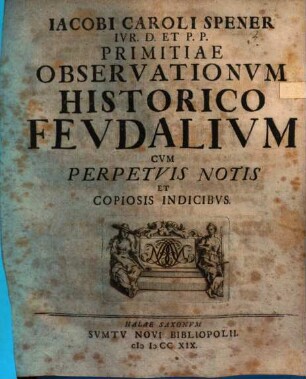 IACOBI CAROLI SPENER
IVR. D. ET P. P.
PRIMITIAE
OBSERVATIONVM
HISTORICO
FEVDALIVM
CVM
PERPETVIS NOTIS
ET
COPIOSIS INDICIBVS.
HALAE SAXONVM
SVMTV NOVI BIBLIOPOLII.
cIɔ Iɔ CC XIX.